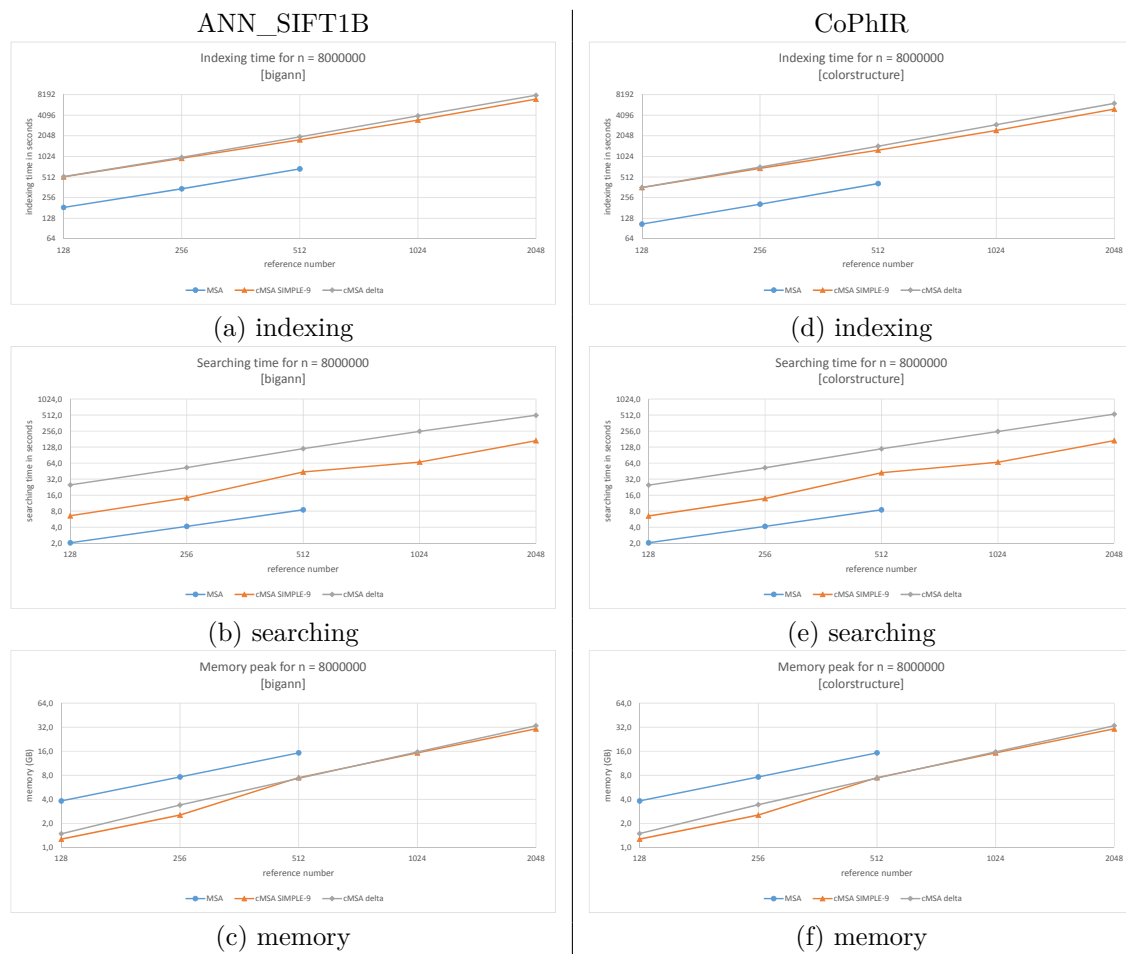 ANN_SIFT1B
Indexing time for n = 8000000
[bigann]
indexing time in seconds
8192
4096
2048
1024
512
256
128
64
128 256 512 1024 2048
reference number
MSA cMSA SIMPLE-9 cMSA delta
(a) indexing
Searching time for n = 8000000
[bigann]
searching time in seconds
1024,0
512,0
256,0
128,0
64,0
32,0
16,0
8,0
4,0
2,0
128 256 512 1024 2048
reference number
MSA cMSA SIMPLE-9 cMSA delta
(b) searching
Memory peak for n = 8000000
[bigann]
memory (GB)
64,0
32,0
16,0
8,0
4,0
2,0
1,0
128 256 512 1024 2048
reference number
MSA cMSA SIMPLE-9 cMSA delta
(c) memory
CoPhIR
Indexing time for n = 8000000
[colorstructure]
indexing time in seconds
8192
4096
2048
1024
512
256
128
64
128 256 512 1024 2048
reference number
MSA cMSA SIMPLE-9 cMSA delta
(d) indexing
Searching time for n = 8000000
[colorstructure]
searching time in seconds
1024,0
512,0
256,0
128,0
64,0
32,0
16,0
8,0
4,0
2,0
128 256 512 1024 2048
reference number
MSA cMSA SIMPLE-9 cMSA delta
(e) searching
Memory peak for n = 8000000
[colorstructure]
memory (GB)
64,0
32,0
16,0
8,0
4,0
2,0
1,0
128 256 512 1024 2048
reference number
MSA cMSA SIMPLE-9 cMSA delta
(f) memory